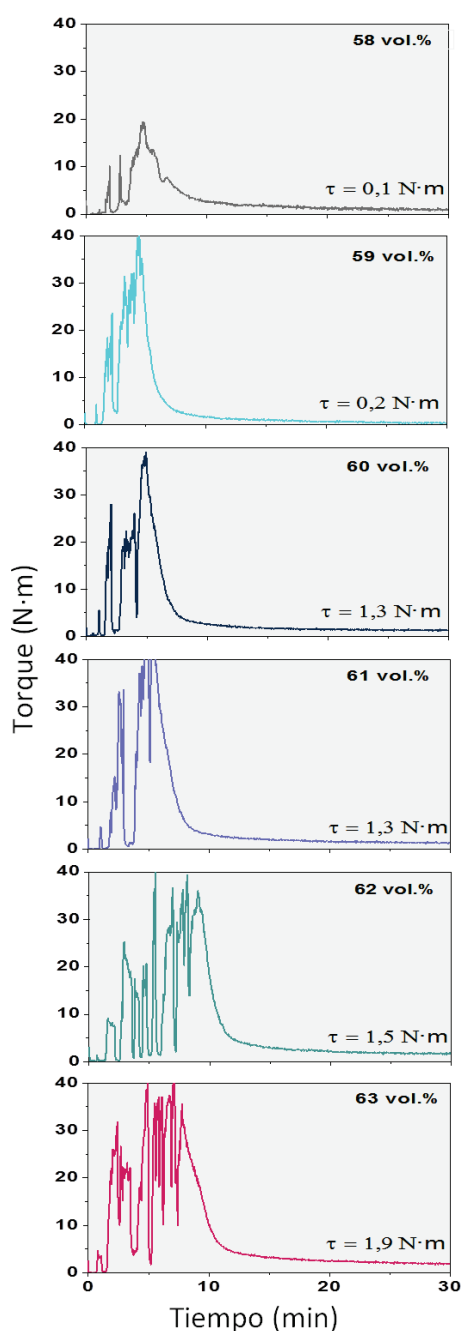 Torque (N·m)
40
58 vol.%
30
20
10
τ = 0,1 N·m
0
40
59 vol.%
30
20
10
τ = 0,2 N·m
0
40
60 vol.%
30
20
10
τ = 1,3 N·m
0
40
61 vol.%
30
20
10
τ = 1,3 N·m
0
40
62 vol.%
30
20
10
τ = 1,5 N·m
0
40
63 vol.%
30
20
10
τ = 1,9 N·m
0
0 5 10 15 20 25 30
Tiempo (min)